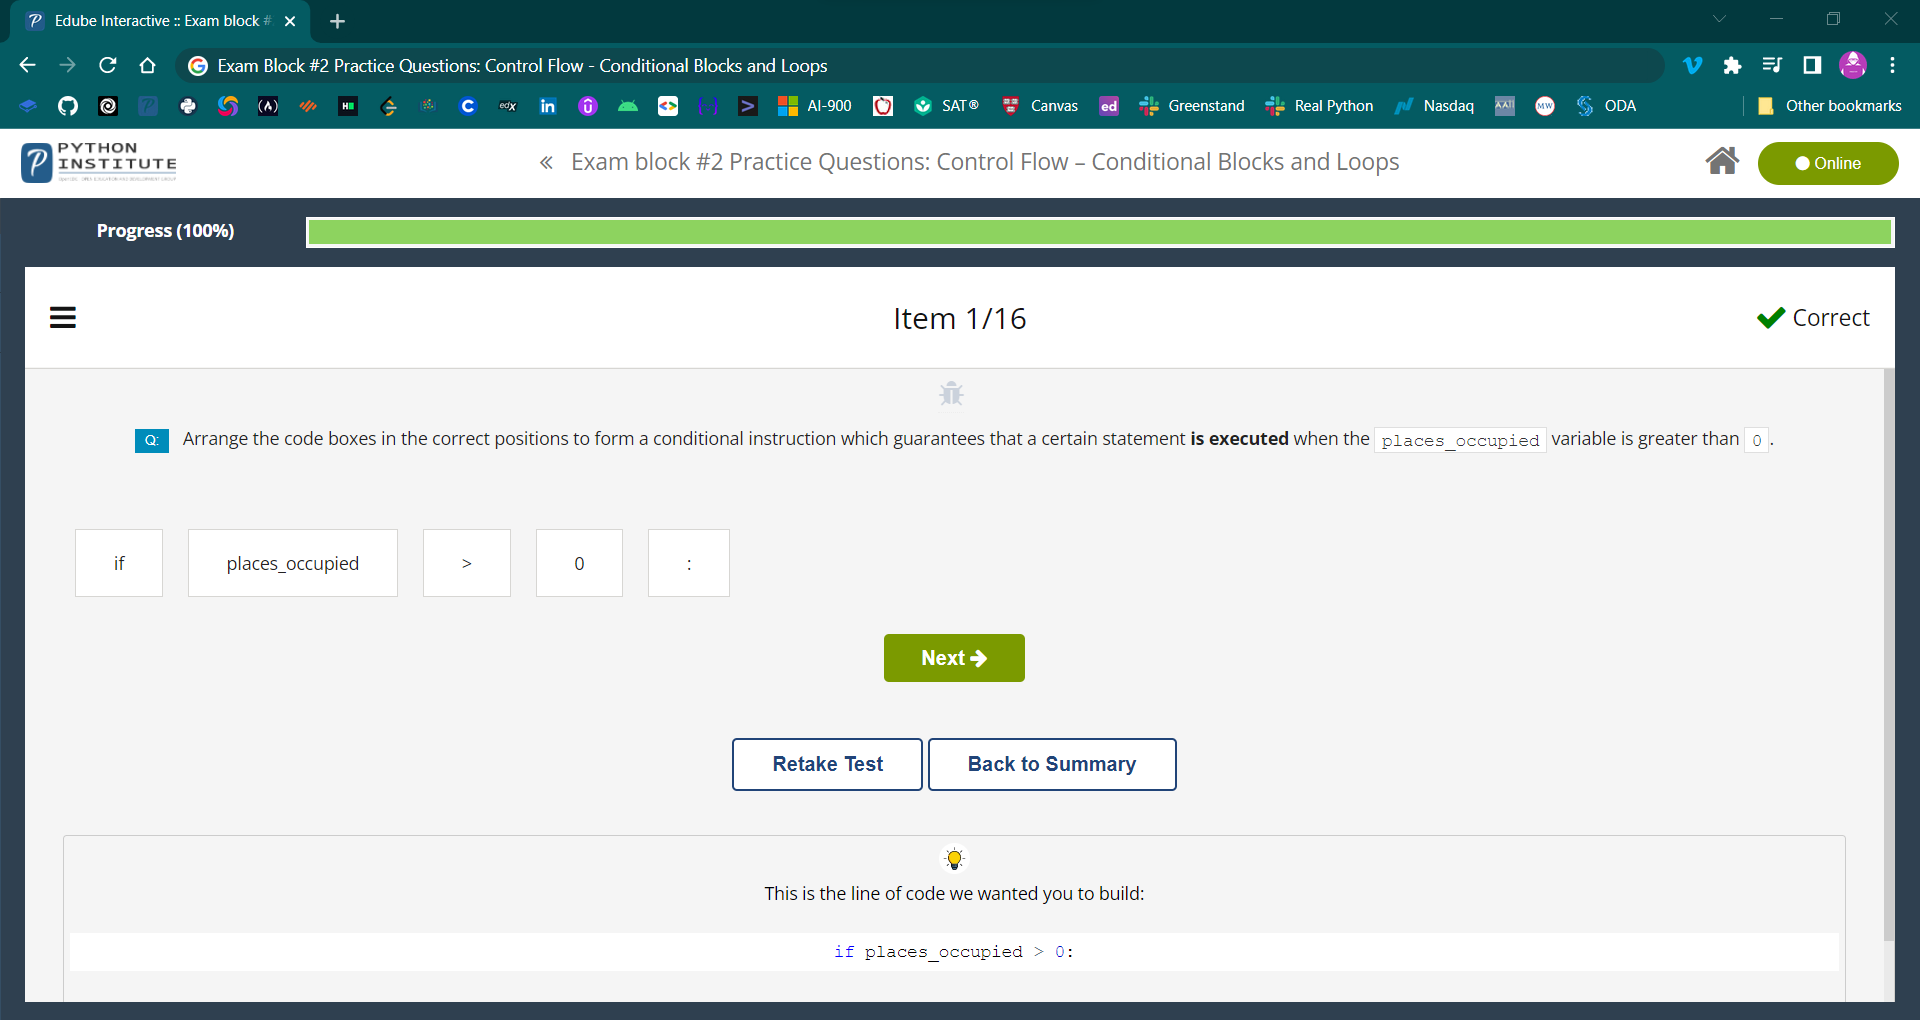 Edube Interactive :: Exam block #
Exam Block #2 Practice Questions: Control Flow - Conditional Blocks and Loops
AI-900
SAT®
Canvas
ed
Greenstand
Real Python
Nasdaq
ODA
Other bookmarks
PYTHON
INSTITUTE
« Exam block #2 Practice Questions: Control Flow – Conditional Blocks and Loops
Online
Progress (100%)
Item 1/16
Correct
Q: Arrange the code boxes in the correct positions to form a conditional instruction which guarantees that a certain statement is executed when the places_occupied variable is greater than 0 .
if places_occupied > 0 :
Next
Retake Test
Back to Summary
This is the line of code we wanted you to build:
if places_occupied > 0: